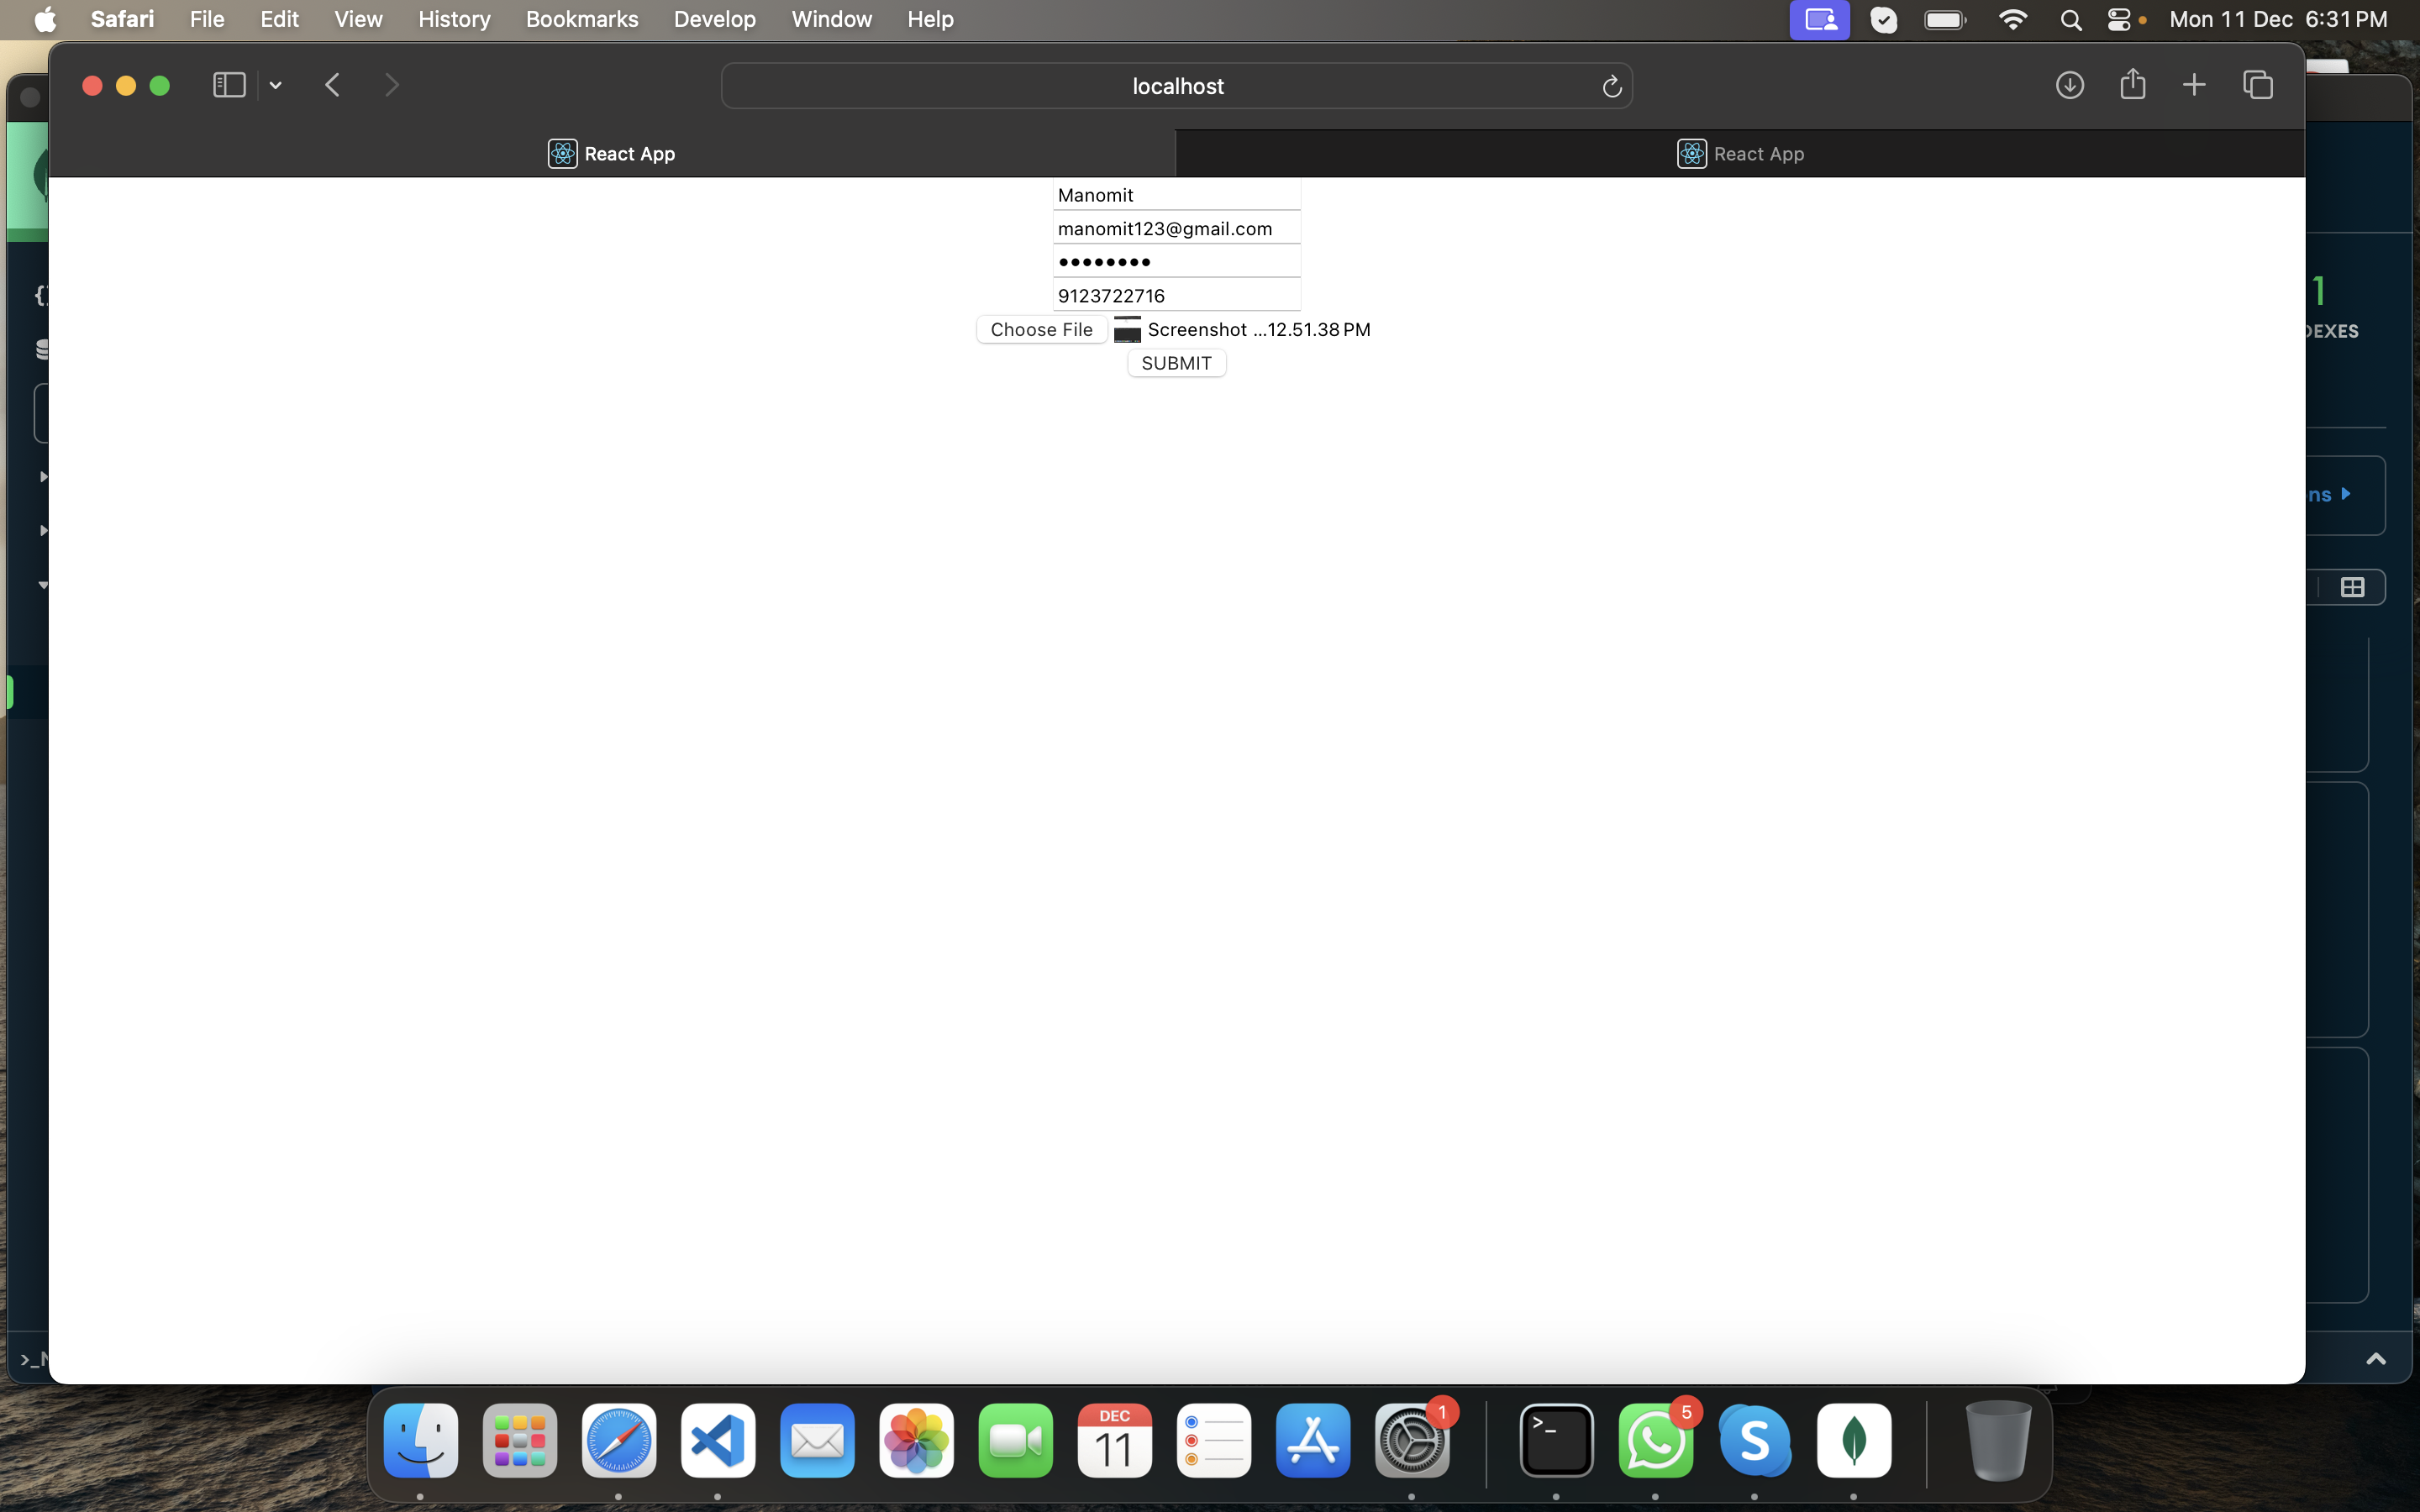 Safari File Edit View History Bookmarks Develop Window Help Mon 11 Dec 6:31 PM
localhost
React App React App
Manomit
manomit123@gmail.com
••••••••
9123722716
Choose File Screenshot ...12.51.38 PM
SUBMIT
1
DEXES
ns
>_
DEC
11
1
>_
5
S